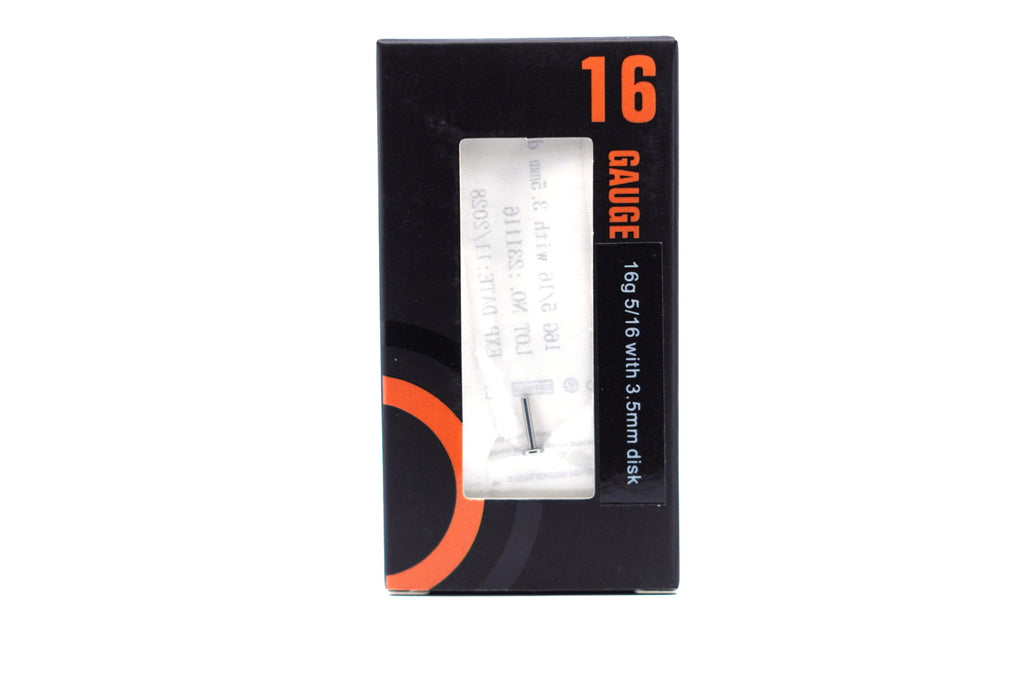 16
GAUGE
16g 5/16 with 3.5mm disk
16G 5/16 with 3.5mm d
LOT NO.:231116
EXP DATE:11/2028